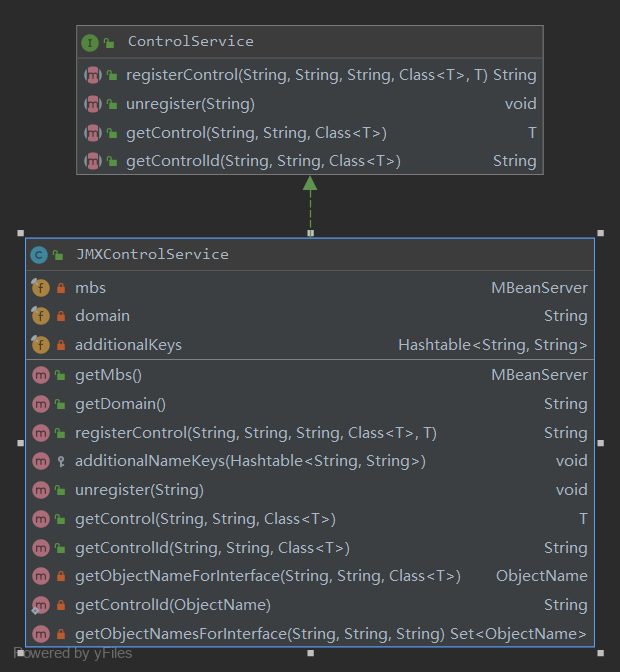 I ControlService
m registerControl(String, String, String, Class<T>, T) String
m unregister(String) void
m getControl(String, String, Class<T>) T
m getControlId(String, String, Class<T>) String
C JMXControlService
f mbs MBeanServer
f domain String
f additionalKeys Hashtable<String, String>
m getMbs() MBeanServer
m getDomain() String
m registerControl(String, String, String, Class<T>, T) String
m additionalNameKeys(Hashtable<String, String>) void
m unregister(String) void
m getControl(String, String, Class<T>) T
m getControlId(String, String, Class<T>) String
m getObjectNameForInterface(String, String, Class<T>) ObjectName
m getControlId(ObjectName) String
m getObjectNamesForInterface(String, String, String) Set<ObjectName>
Powered by yFiles